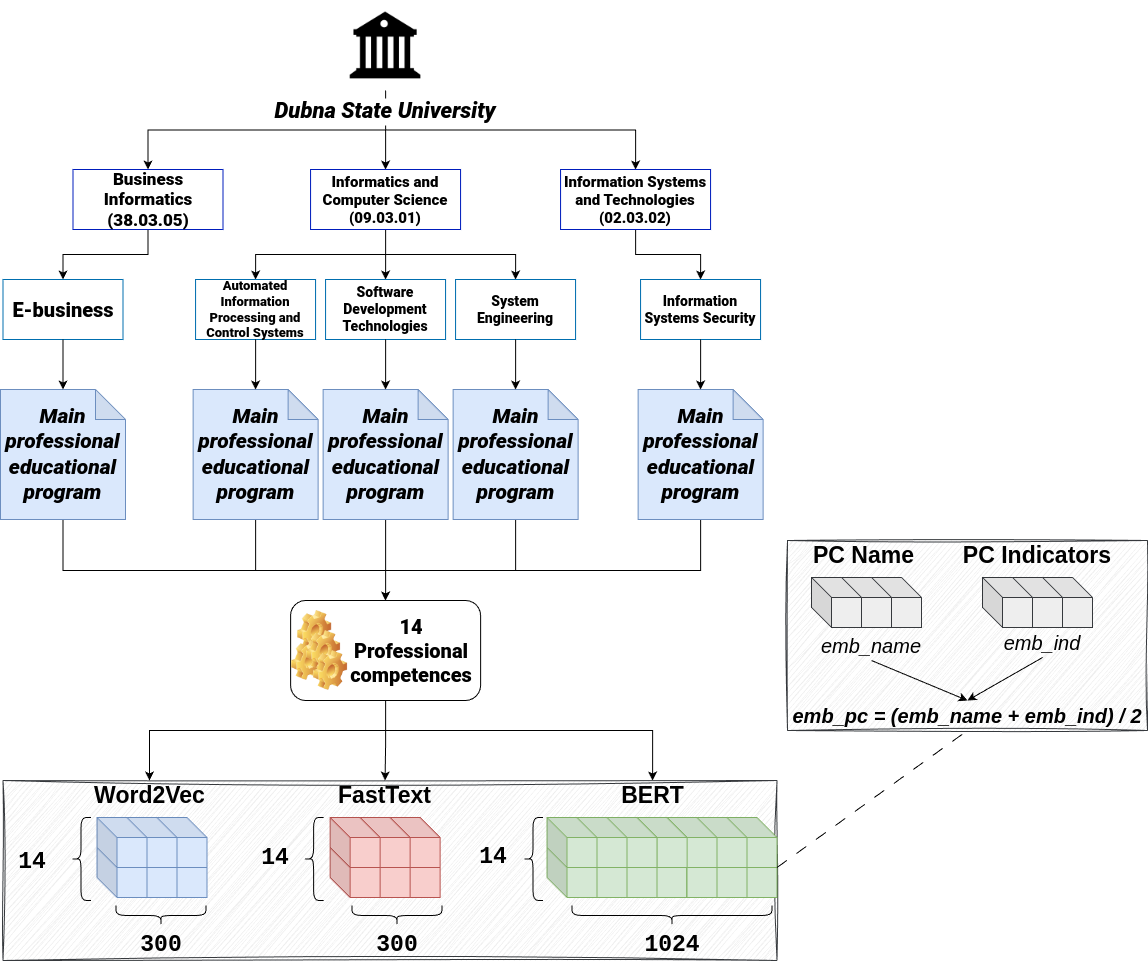 Dubna State University
Business
Informatics
(38.03.05)
Informatics and
Computer Science
(09.03.01)
Information Systems
and Technologies
(02.03.02)
E-business
Automated
Information
Processing and
Control Systems
Software
Development
Technologies
System
Engineering
Information
Systems Security
Main
professional
educational
program
Main
professional
educational
program
Main
professional
educational
program
Main
professional
educational
program
Main
professional
educational
program
14
Professional
competences
PC Name
PC Indicators
emb_name
emb_ind
emb_pc = (emb_name + emb_ind) / 2
Word2Vec
14
300
FastText
14
300
BERT
14
1024